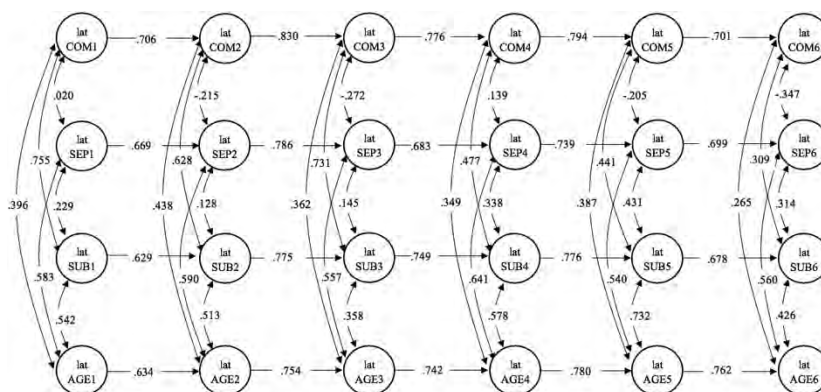 lat lat lat lat lat lat
COM1 .706 COM2 .830 COM3 .776 COM4 .794 COM5 .701 COM6
.020 -.215 -.272 .139 -.205 -.347
lat lat lat lat lat lat
SEP1 .669 SEP2 .786 SEP3 .683 SEP4 .739 SEP5 .699 SEP6
.755 .628 .731 .477 .441 .309
.396 .229 .438 .128 .362 .145 .349 .338 .387 .431 .265 .314
lat lat lat lat lat lat
SUB1 .629 SUB2 .775 SUB3 .749 SUB4 .776 SUB5 .678 SUB6
.583 .590 .557 .641 .540 .560
.542 .513 .358 .578 .732 .426
lat lat lat lat lat lat
AGE1 .634 AGE2 .754 AGE3 .742 AGE4 .780 AGE5 .762 AGE6